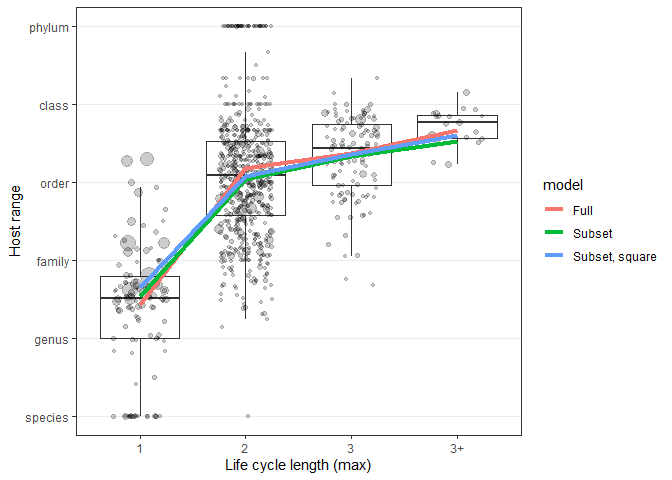 phylum
class
order
family
genus
species
Host range
1
2
3
3+
Life cycle length (max)
model
Full
Subset
Subset, square